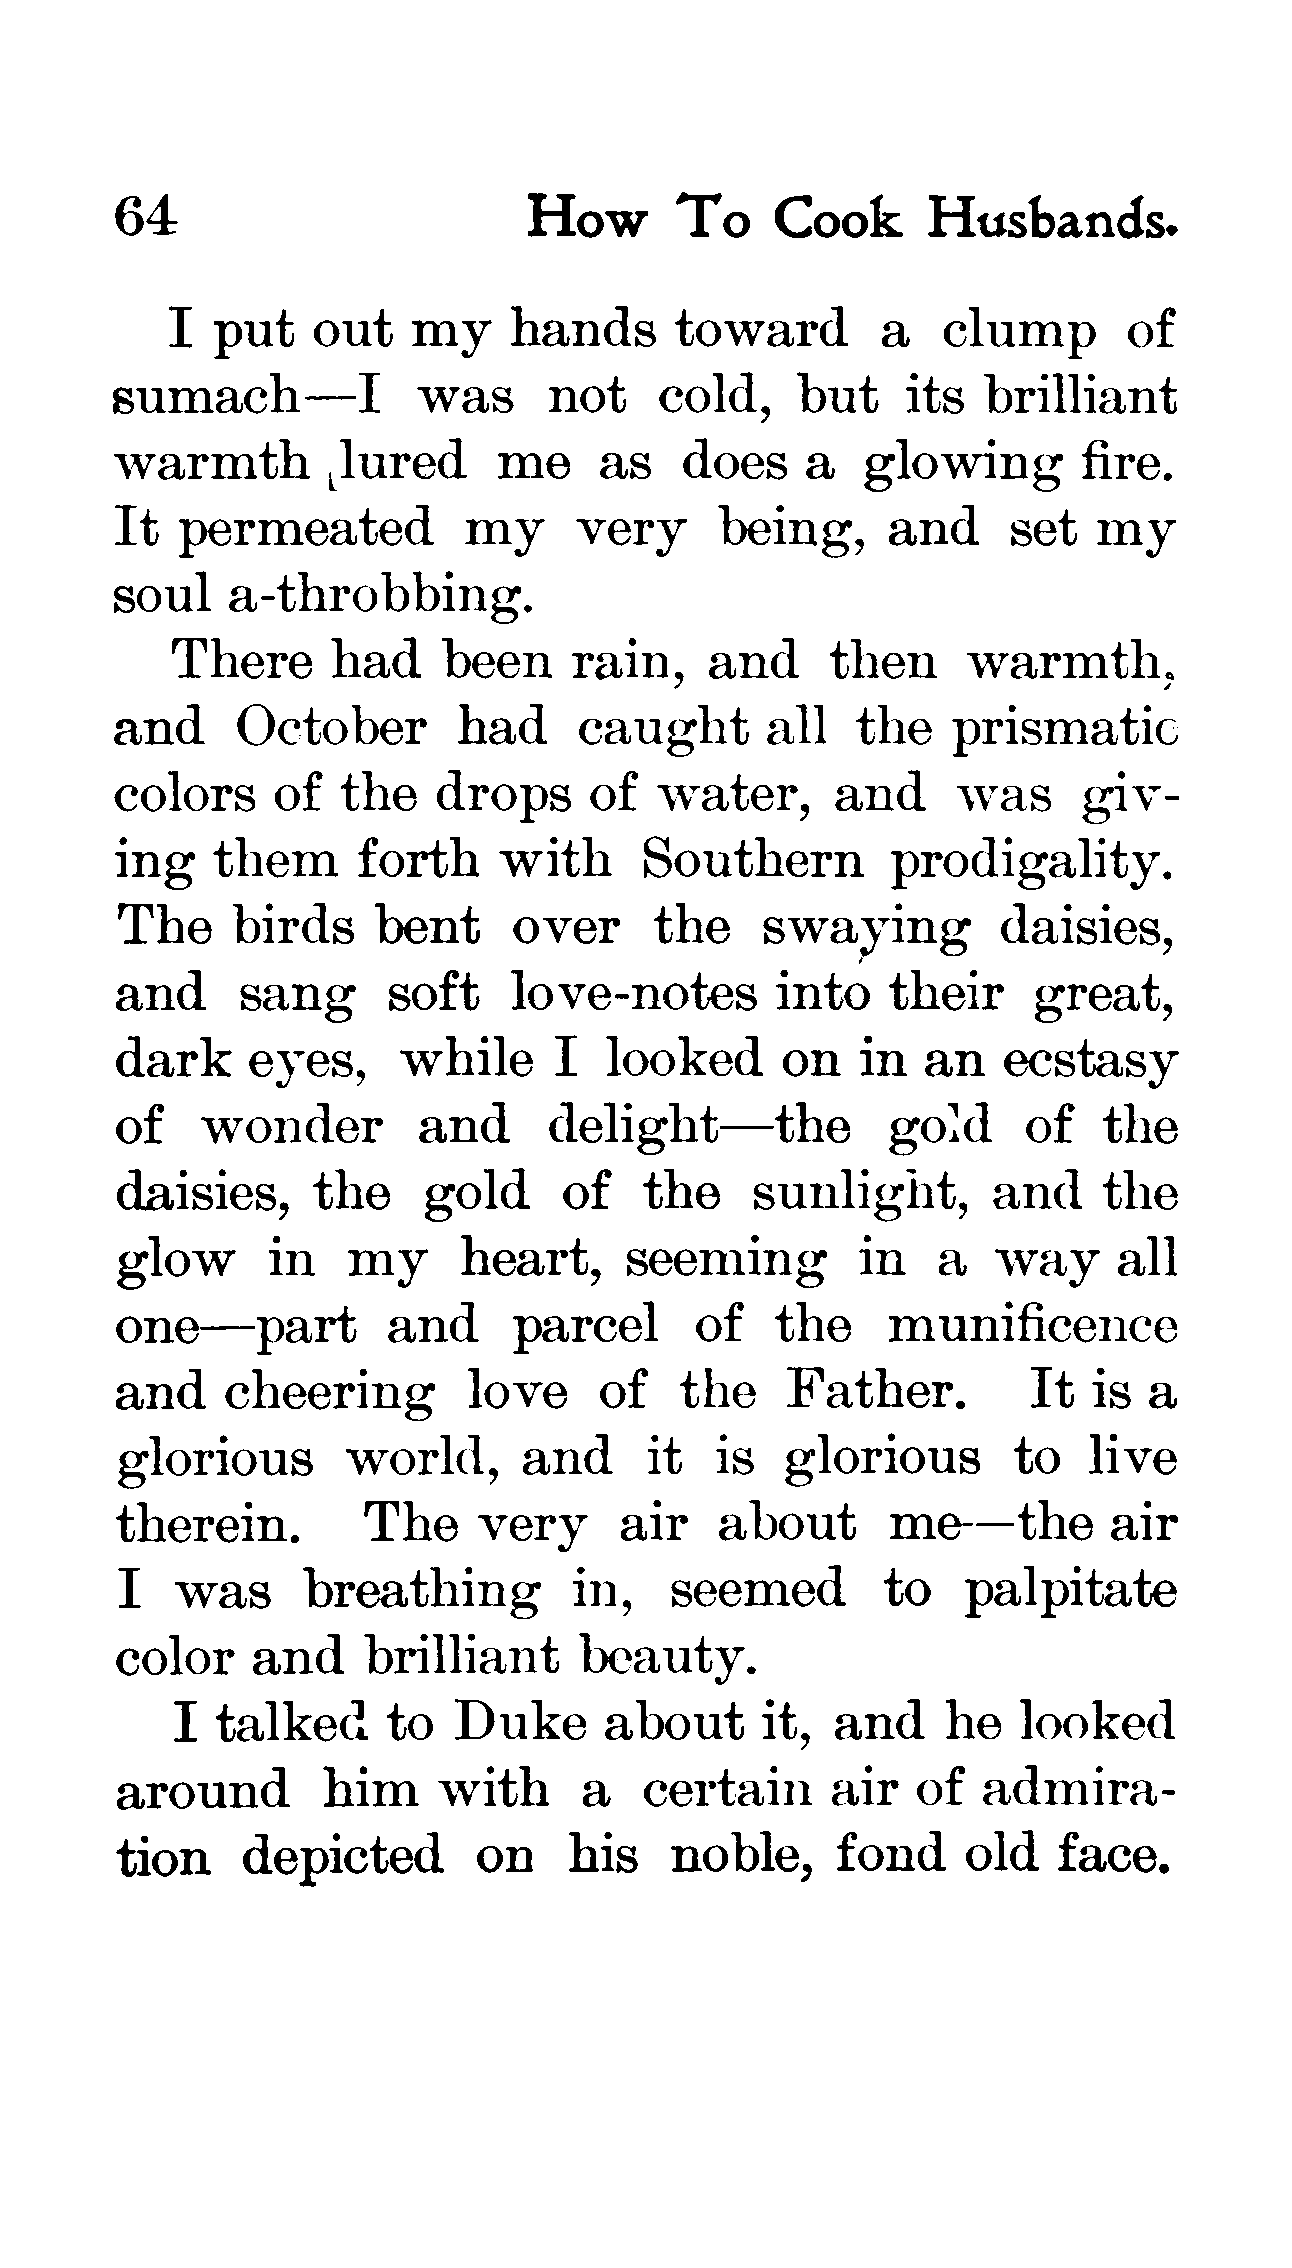 64 How To Cook Husbands.
I put out my hands toward a clump of
sumach—I was not cold, but its brilliant
warmth lured me as does a glowing fire.
It permeated my very being, and set my
soul a-throbbing.
There had been rain, and then warmth,
and October had caught all the prismatic
colors of the drops of water, and was giv-
ing them forth with Southern prodigality.
The birds bent over the swaying daisies,
and sang soft love-notes into their great,
dark eyes, while I looked on in an ecstasy
of wonder and delight—the gold of the
daisies, the gold of the sunlight, and the
glow in my heart, seeming in a way all
one—part and parcel of the munificence
and cheering love of the Father. It is a
glorious world, and it is glorious to live
therein. The very air about me—the air
I was breathing in, seemed to palpitate
color and brilliant beauty.
I talked to Duke about it, and he looked
around him with a certain air of admira-
tion depicted on his noble, fond old face.